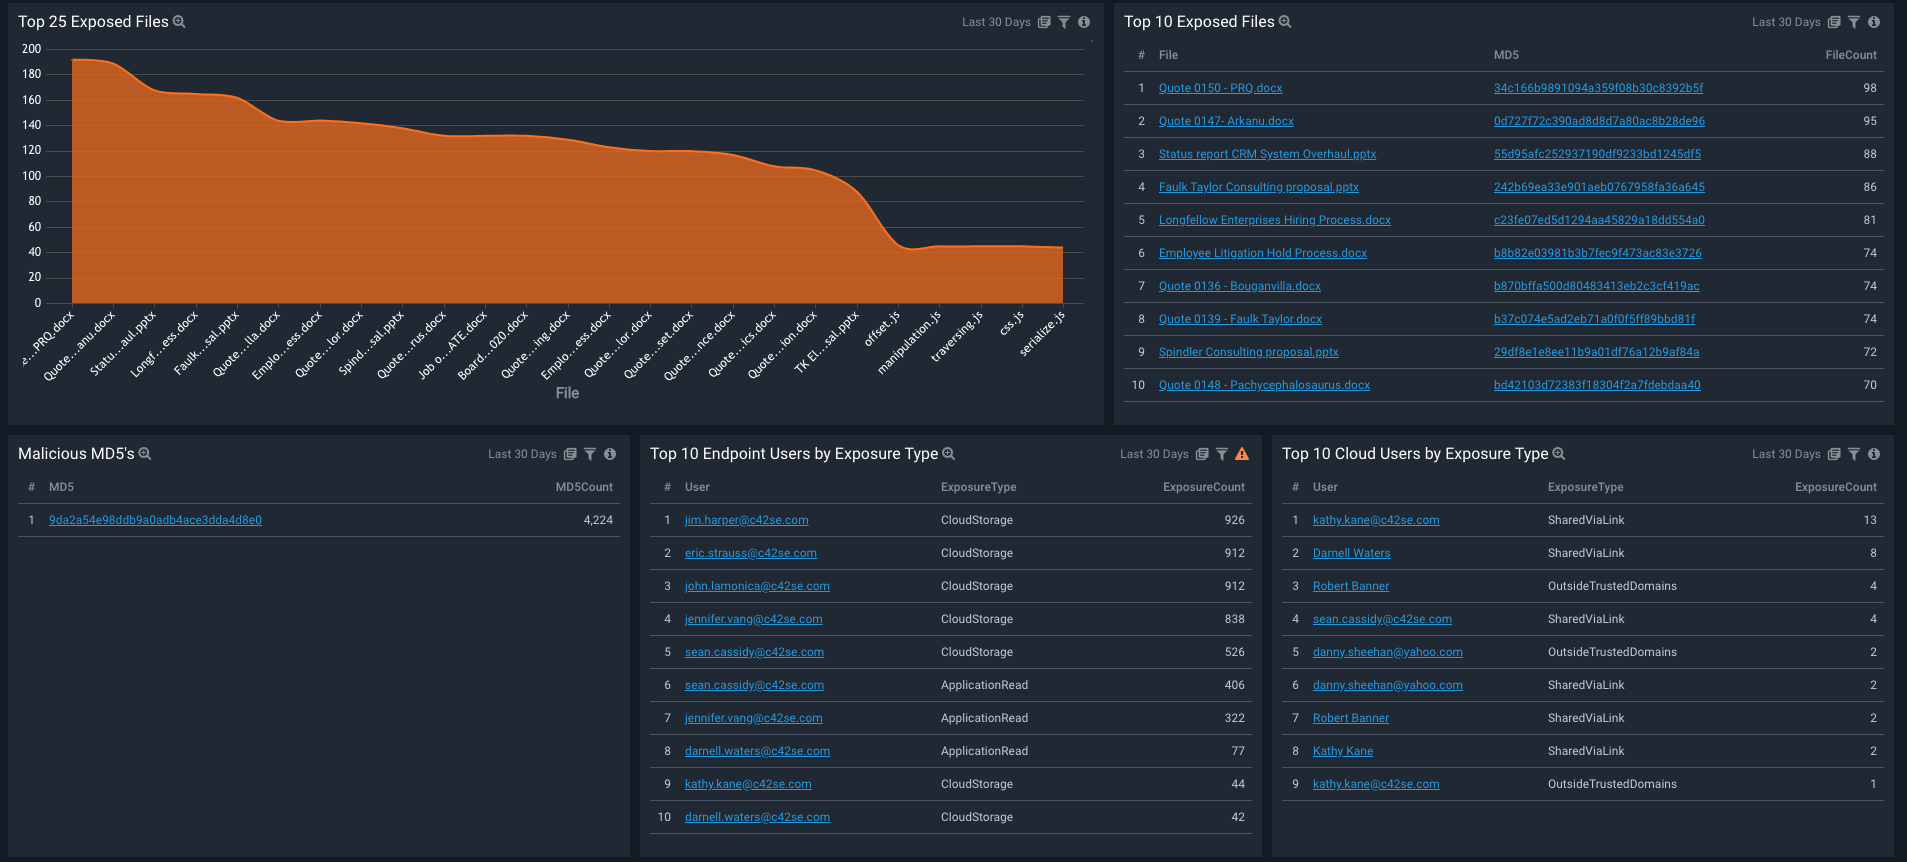 Top 25 Exposed Files
Last 30 Days
200
180
160
140
120
100
80
60
40
20
0
e...PRQ.docx
Quote...anu.docx
Statu...aul.pptx
Longf...ess.docx
Faulk...sal.pptx
Quote...lla.docx
Emplo...ess.docx
Quote...lor.docx
Spind...sal.pptx
Quote...rus.docx
Job o...ATE.docx
Board...020.docx
Quote...ing.docx
Emplo...ess.docx
Quote...lor.docx
Quote...set.docx
Quote...nce.docx
Quote...ics.docx
Quote...ion.docx
TK El...sal.pptx
offset.js
manipulation.js
traversing.js
css.js
serialize.js
File
Top 10 Exposed Files
Last 30 Days
# File MD5 FileCount
1 Quote 0150 - PRQ.docx 34c166b9891094a359f08b30c8392b5f 98
2 Quote 0147- Arkanu.docx 0d727f72c390ad8d8d7a80ac8b28de96 95
3 Status report CRM System Overhaul.pptx 55d95afc252937190df9233bd1245df5 88
4 Faulk Taylor Consulting proposal.pptx 242b69ea33e901aeb0767958fa36a645 86
5 Longfellow Enterprises Hiring Process.docx c23fe07ed5d1294aa45829a18dd554a0 81
6 Employee Litigation Hold Process.docx b8b82e03981b3b7fec9f473ac83e3726 74
7 Quote 0136 - Bouganvilla.docx b870bffa500d80483413eb2c3cf419ac 74
8 Quote 0139 - Faulk Taylor.docx b37c074e5ad2eb71a0f0f5ff89bbd81f 74
9 Spindler Consulting proposal.pptx 29df8e1e8ee11b9a01df76a12b9af84a 72
10 Quote 0148 - Pachycephalosaurus.docx bd42103d72383f18304f2a7fdebdaa40 70
Malicious MD5's
Last 30 Days
# MD5 MD5Count
1 9da2a54e98ddb9a0adb4ace3dda4d8e0 4,224
Top 10 Endpoint Users by Exposure Type
Last 30 Days
# User ExposureType ExposureCount
1 jim.harper@c42se.com CloudStorage 926
2 eric.strauss@c42se.com CloudStorage 912
3 john.lamonica@c42se.com CloudStorage 912
4 jennifer.vang@c42se.com CloudStorage 838
5 sean.cassidy@c42se.com CloudStorage 526
6 sean.cassidy@c42se.com ApplicationRead 406
7 jennifer.vang@c42se.com ApplicationRead 322
8 darnell.waters@c42se.com ApplicationRead 77
9 kathy.kane@c42se.com CloudStorage 44
10 darnell.waters@c42se.com CloudStorage 42
Top 10 Cloud Users by Exposure Type
Last 30 Days
# User ExposureType ExposureCount
1 kathy.kane@c42se.com SharedViaLink 13
2 Darnell Waters SharedViaLink 8
3 Robert Banner OutsideTrustedDomains 4
4 sean.cassidy@c42se.com SharedViaLink 4
5 danny.sheehan@yahoo.com OutsideTrustedDomains 2
6 danny.sheehan@yahoo.com SharedViaLink 2
7 Robert Banner SharedViaLink 2
8 Kathy Kane SharedViaLink 2
9 kathy.kane@c42se.com OutsideTrustedDomains 1